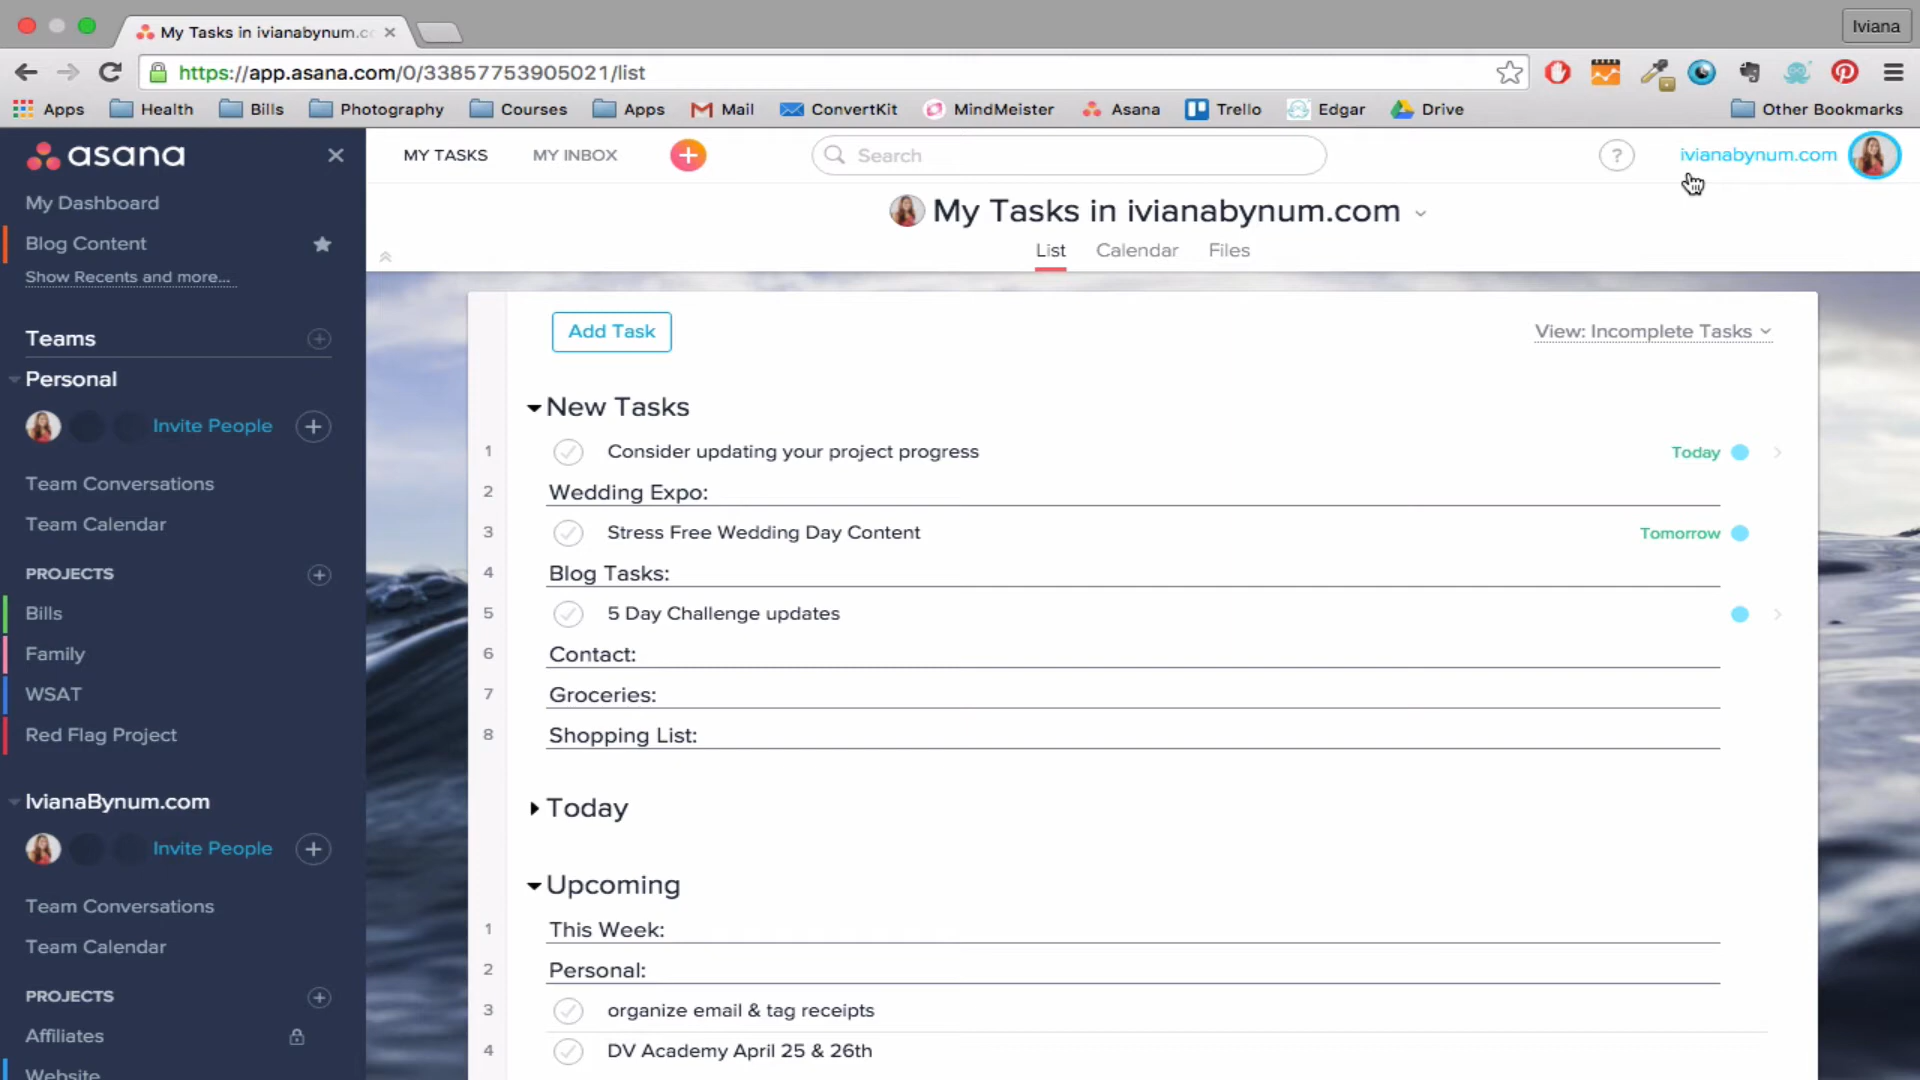 My Tasks in ivianabynum.c
Iviana
https://app.asana.com/0/33857753905021/list
Apps Health Bills Photography Courses Apps Mail ConvertKit MindMeister Asana Trello Edgar Drive Other Bookmarks
asana
MY TASKS MY INBOX Search ? ivianabynum.com
My Dashboard
Blog Content
Show Recents and more...
Teams
Personal
Invite People
Team Conversations
Team Calendar
PROJECTS
Bills
Family
WSAT
Red Flag Project
IvianaBynum.com
Invite People
Team Conversations
Team Calendar
PROJECTS
Affiliates
Website
My Tasks in ivianabynum.com
List Calendar Files
Add Task View: Incomplete Tasks
New Tasks
1 Consider updating your project progress Today
2 Wedding Expo:
3 Stress Free Wedding Day Content Tomorrow
4 Blog Tasks:
5 5 Day Challenge updates
6 Contact:
7 Groceries:
8 Shopping List:
Today
Upcoming
1 This Week:
2 Personal:
3 organize email & tag receipts
4 DV Academy April 25 & 26th